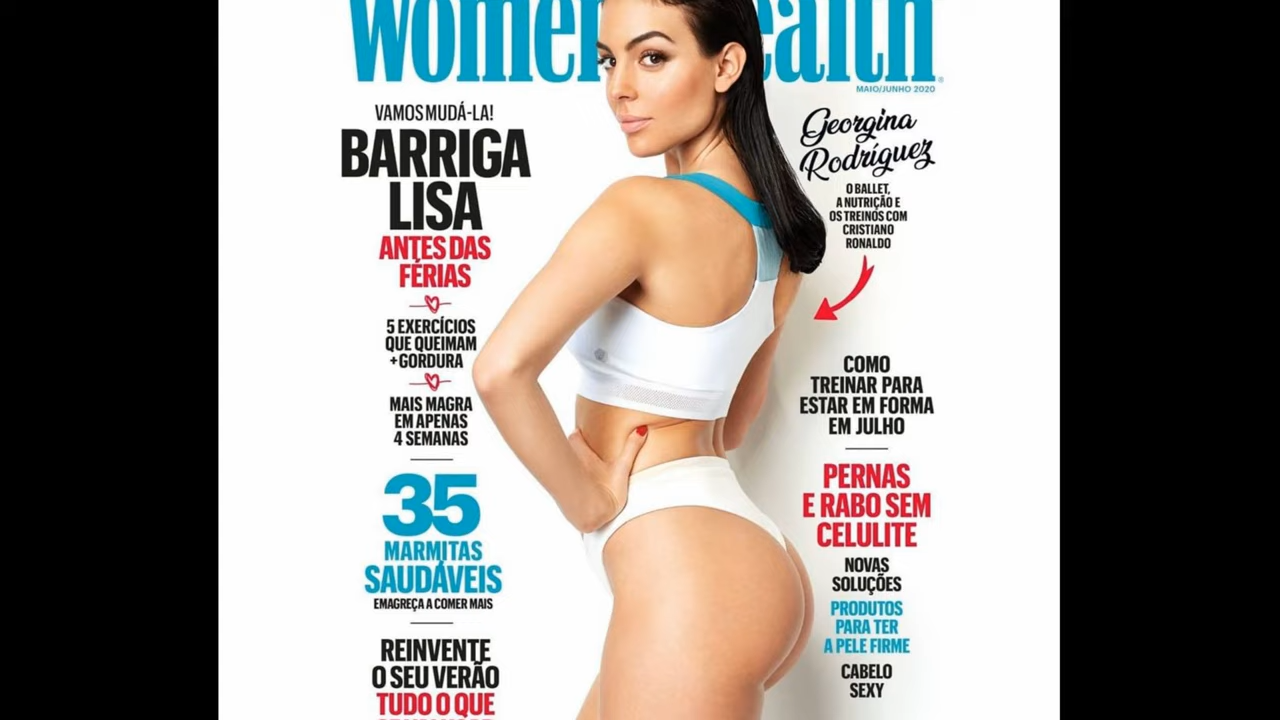 Women Health
MAIO/JUNHO 2020
VAMOS MUDÁ-LA!
BARRIGA
LISA
ANTES DAS
FÉRIAS
5 EXERCÍCIOS
QUE QUEIMAM
+ GORDURA
MAIS MAGRA
EM APENAS
4 SEMANAS
35
MARMITAS
SAUDÁVEIS
EMAGREÇA A COMER MAIS
REINVENTE
O SEU VERÃO
TUDO O QUE
Georgina
Rodríguez
O BALLET,
A NUTRIÇÃO E
OS TREINOS COM
CRISTIANO
RONALDO
COMO
TREINAR PARA
ESTAR EM FORMA
EM JULHO
PERNAS
E RABO SEM
CELULITE
NOVAS
SOLUÇÕES
PRODUTOS
PARA TER
A PELE FIRME
CABELO
SEXY